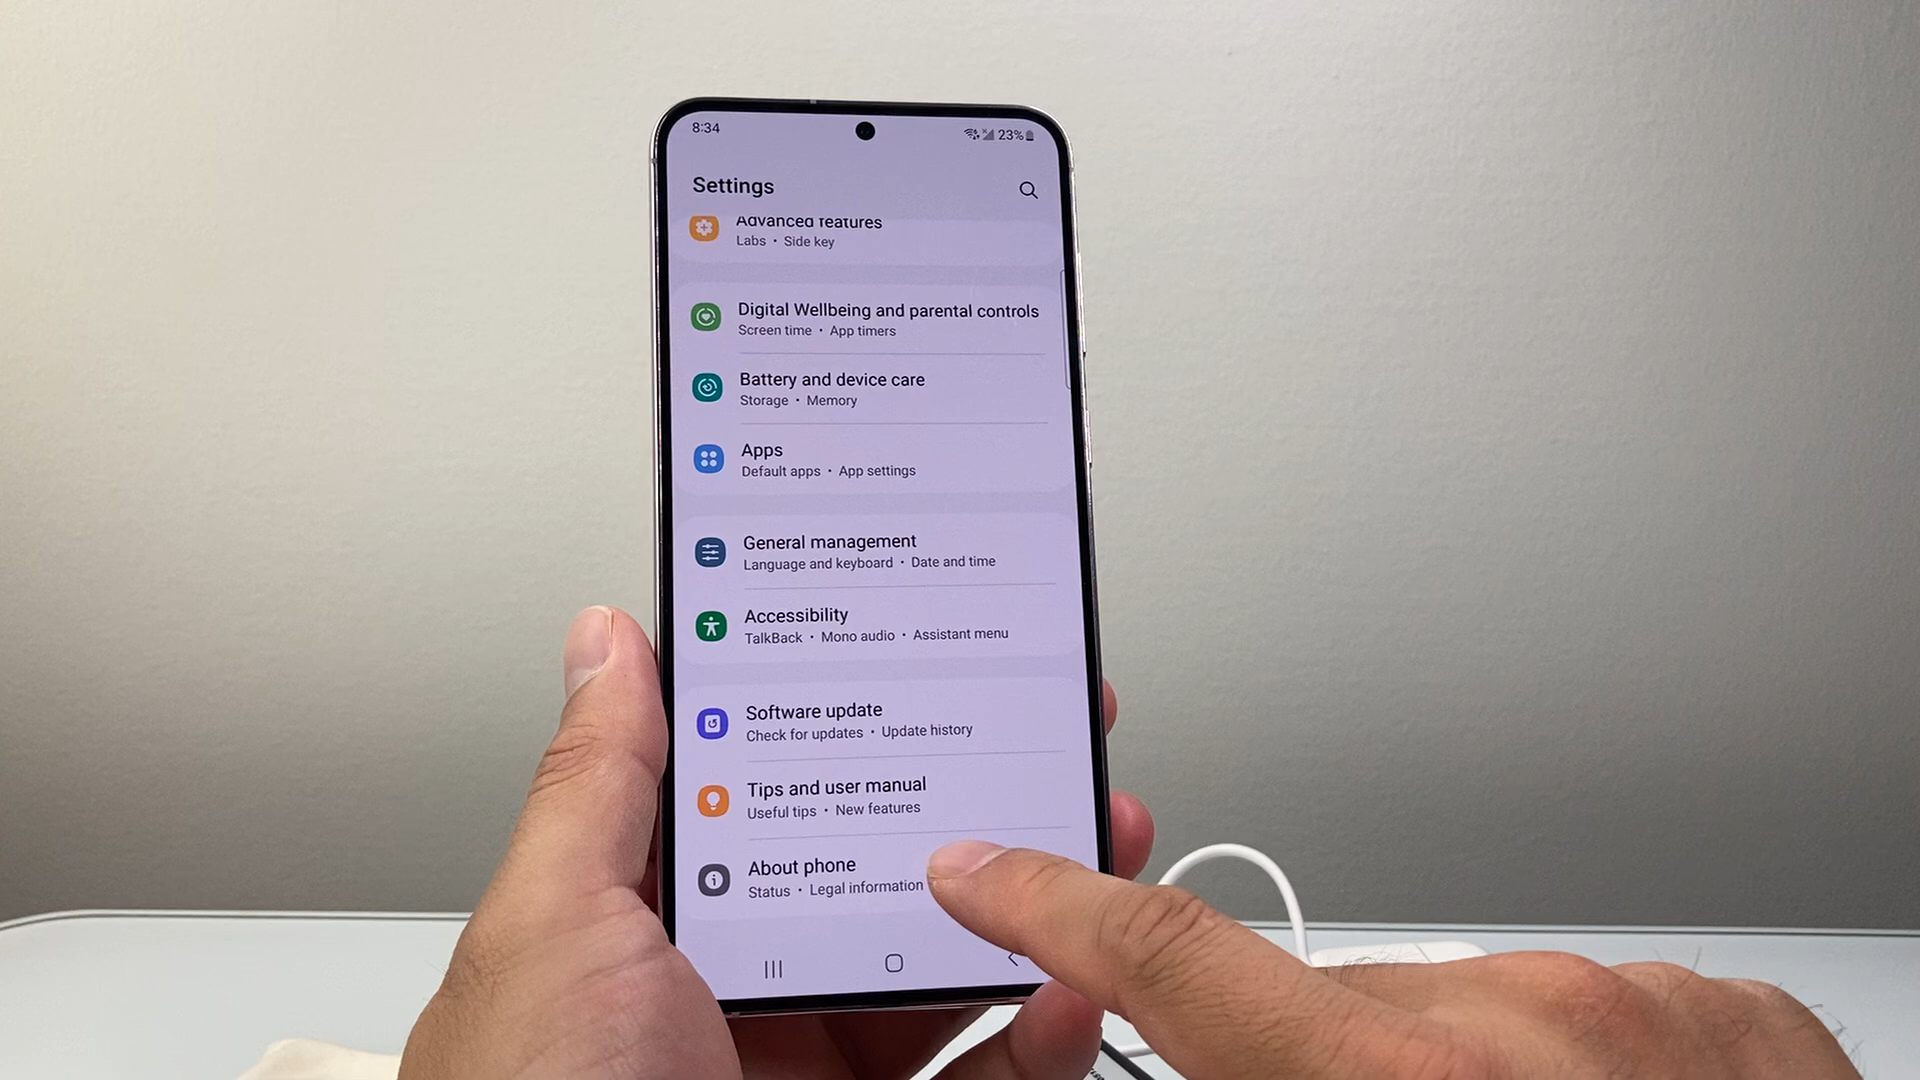 8:34
23%
Settings
Advanced features
Labs • Side key
Digital Wellbeing and parental controls
Screen time • App timers
Battery and device care
Storage • Memory
Apps
Default apps • App settings
General management
Language and keyboard • Date and time
Accessibility
TalkBack • Mono audio • Assistant menu
Software update
Check for updates • Update history
Tips and user manual
Useful tips • New features
About phone
Status • Legal information